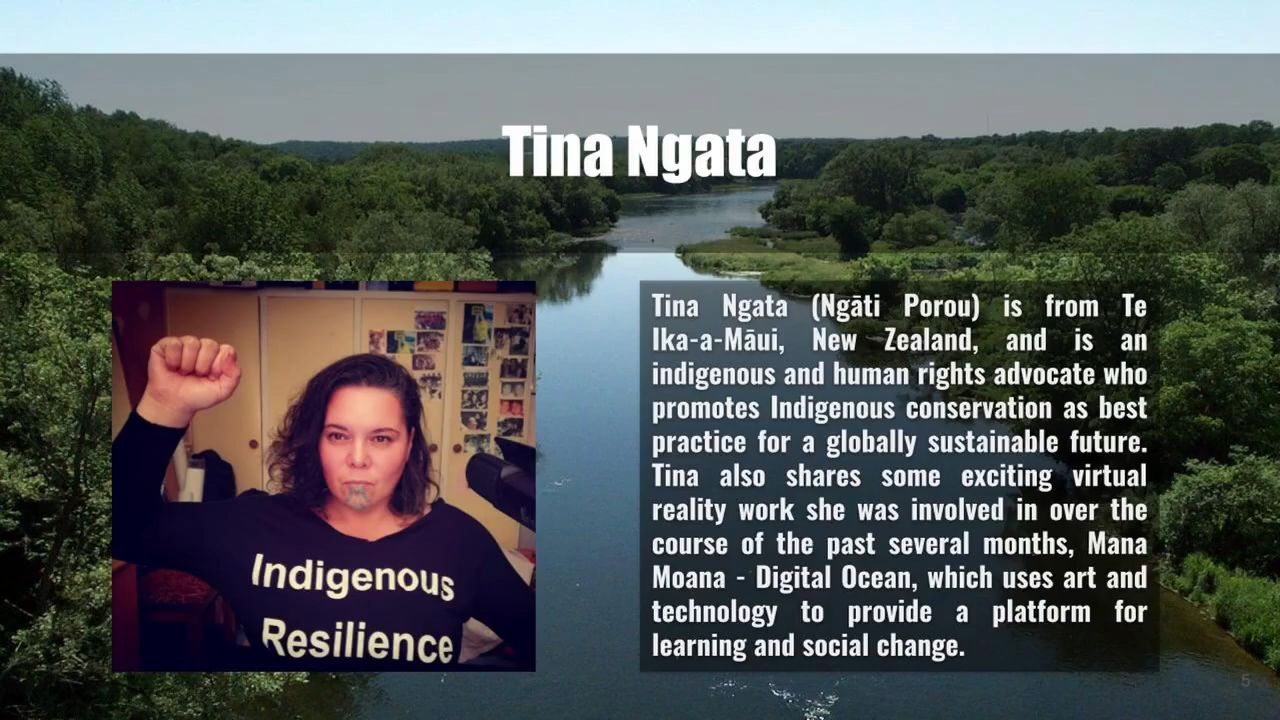 Tina Ngata
Tina Ngata (Ngāti Porou) is from Te
Ika-a-Māui, New Zealand, and is an
indigenous and human rights advocate who
promotes Indigenous conservation as best
practice for a globally sustainable future.
Tina also shares some exciting virtual
reality work she was involved in over the
course of the past several months, Mana
Moana - Digital Ocean, which uses art and
technology to provide a platform for
learning and social change.
Indigenous
Resilience
5